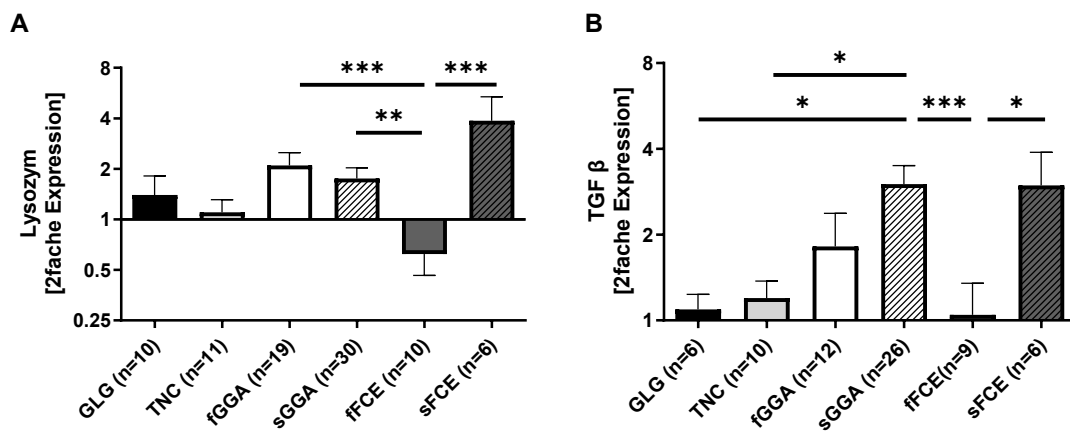 A
Lysozym
[2fache Expression]
8
4
2
1
0.5
0.25
***
***
**
GLG (n=10)
TNC (n=11)
fGGA (n=19)
sGGA (n=30)
fFCE (n=10)
sFCE (n=6)
B
TGF β
[2fache Expression]
8
4
2
1
*
*
***
*
GLG (n=6)
TNC (n=10)
fGGA (n=12)
sGGA (n=26)
fFCE(n=9)
sFCE (n=6)